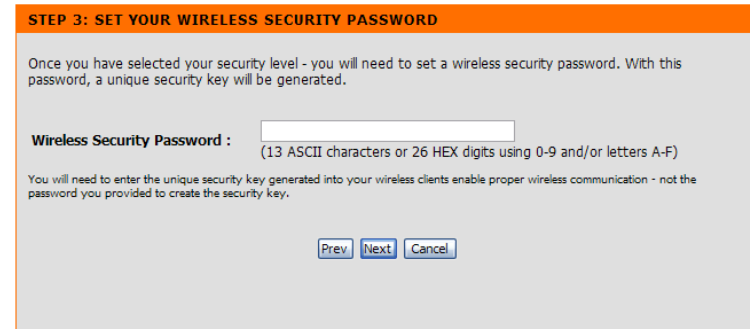 STEP 3: SET YOUR WIRELESS SECURITY PASSWORD
Once you have selected your security level - you will need to set a wireless security password. With this
password, a unique security key will be generated.
Wireless Security Password :
(13 ASCII characters or 26 HEX digits using 0-9 and/or letters A-F)
You will need to enter the unique security key generated into your wireless clients enable proper wireless communication - not the
password you provided to create the security key.
Prev Next Cancel